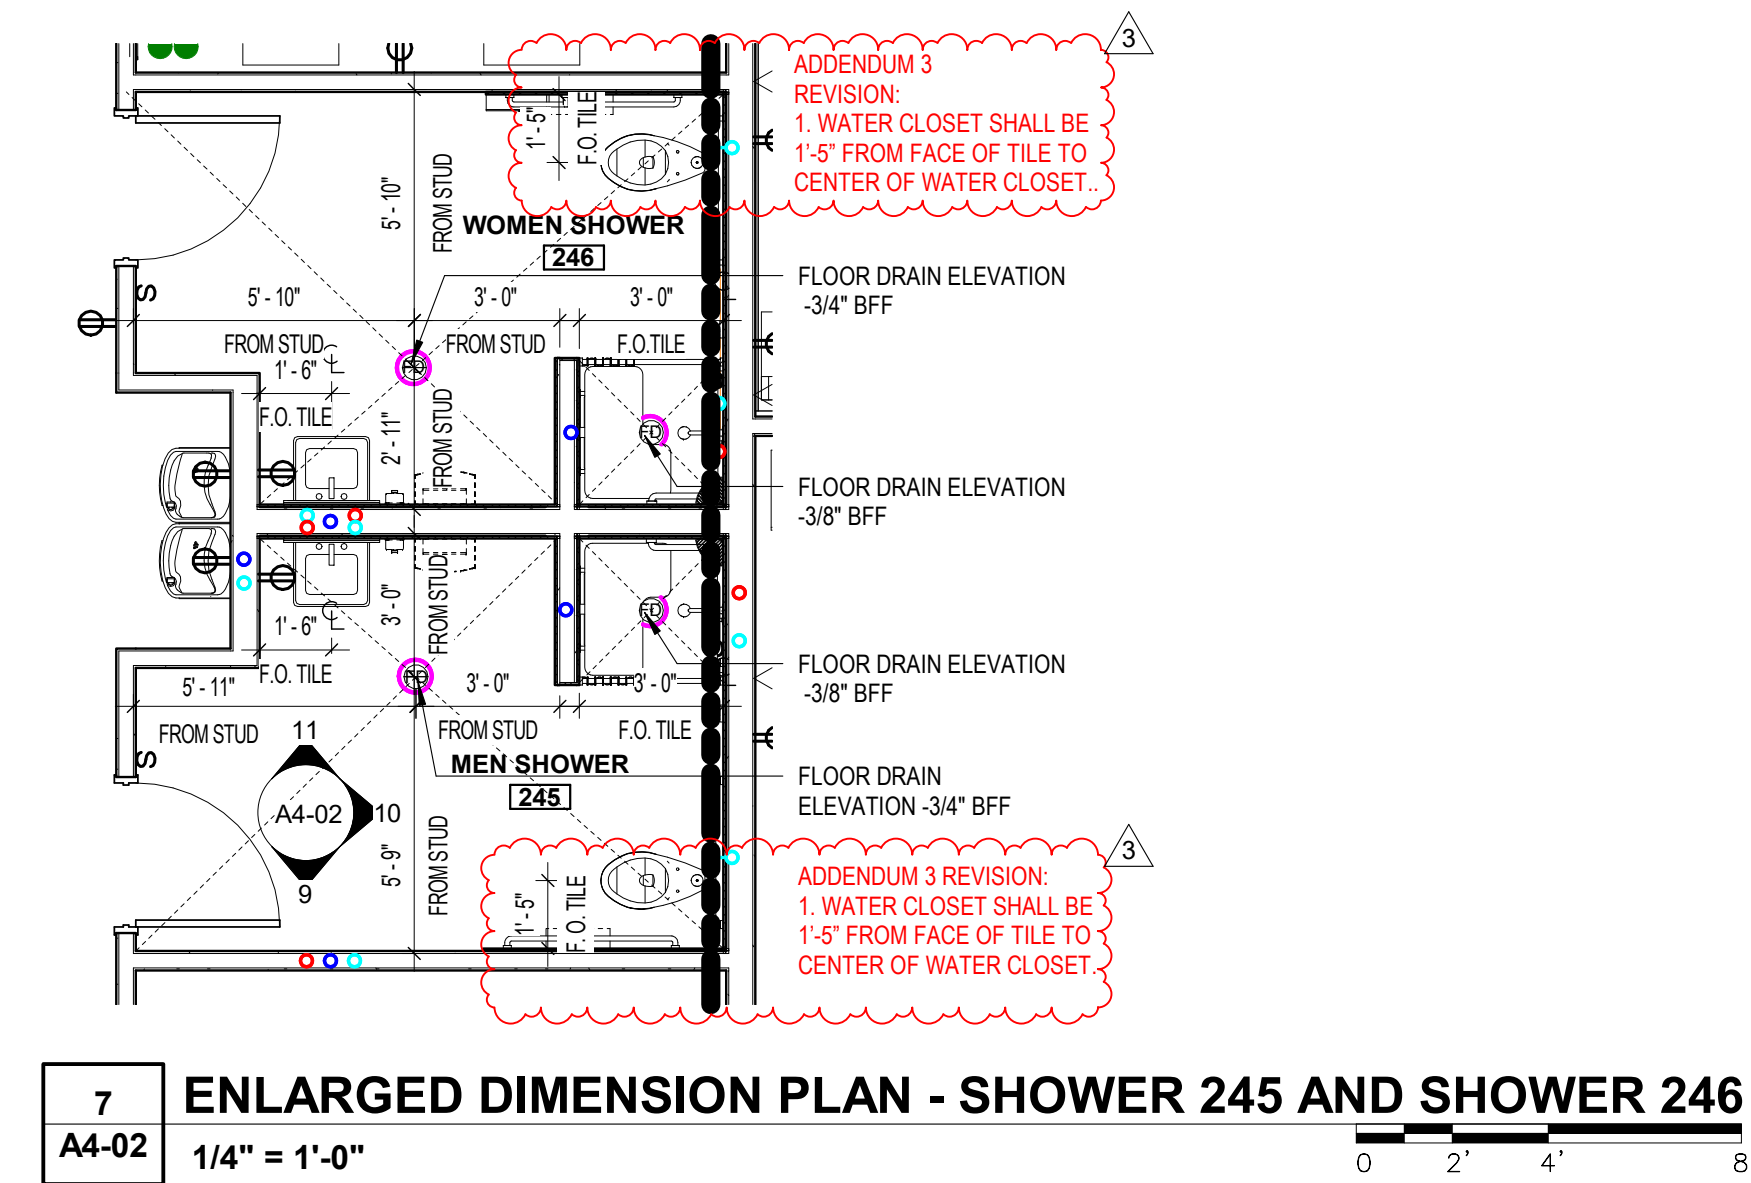 3
ADDENDUM 3
REVISION:
1. WATER CLOSET SHALL BE
1'-5” FROM FACE OF TILE TO
CENTER OF WATER CLOSET..
1' - 5"
F.O. TILE
5' - 10"
FROM STUD
WOMEN SHOWER
246
FLOOR DRAIN ELEVATION
-3/4" BFF
S
5' - 10"
3' - 0"
3' - 0"
FROM STUD
FROM STUD
F.O.TILE
1' - 6"
CL
F.O. TILE
FD
2' - 11"
FROM STUD
FD
FLOOR DRAIN ELEVATION
-3/8" BFF
3' - 0"
FROM STUD
FD
1' - 6"
CL
F.O. TILE
FLOOR DRAIN ELEVATION
-3/8" BFF
5' - 11"
FD
3' - 0"
3' - 0"
FROM STUD
FROM STUD
F.O. TILE
S
11
MEN SHOWER
245
FLOOR DRAIN
ELEVATION -3/4" BFF
A4-02
10
9
5' - 9"
FROM STUD
3
1' - 5"
F. O. TILE
ADDENDUM 3 REVISION:
1. WATER CLOSET SHALL BE
1'-5” FROM FACE OF TILE TO
CENTER OF WATER CLOSET.
7
A4-02
ENLARGED DIMENSION PLAN - SHOWER 245 AND SHOWER 246
1/4" = 1'-0"
0 2' 4' 8